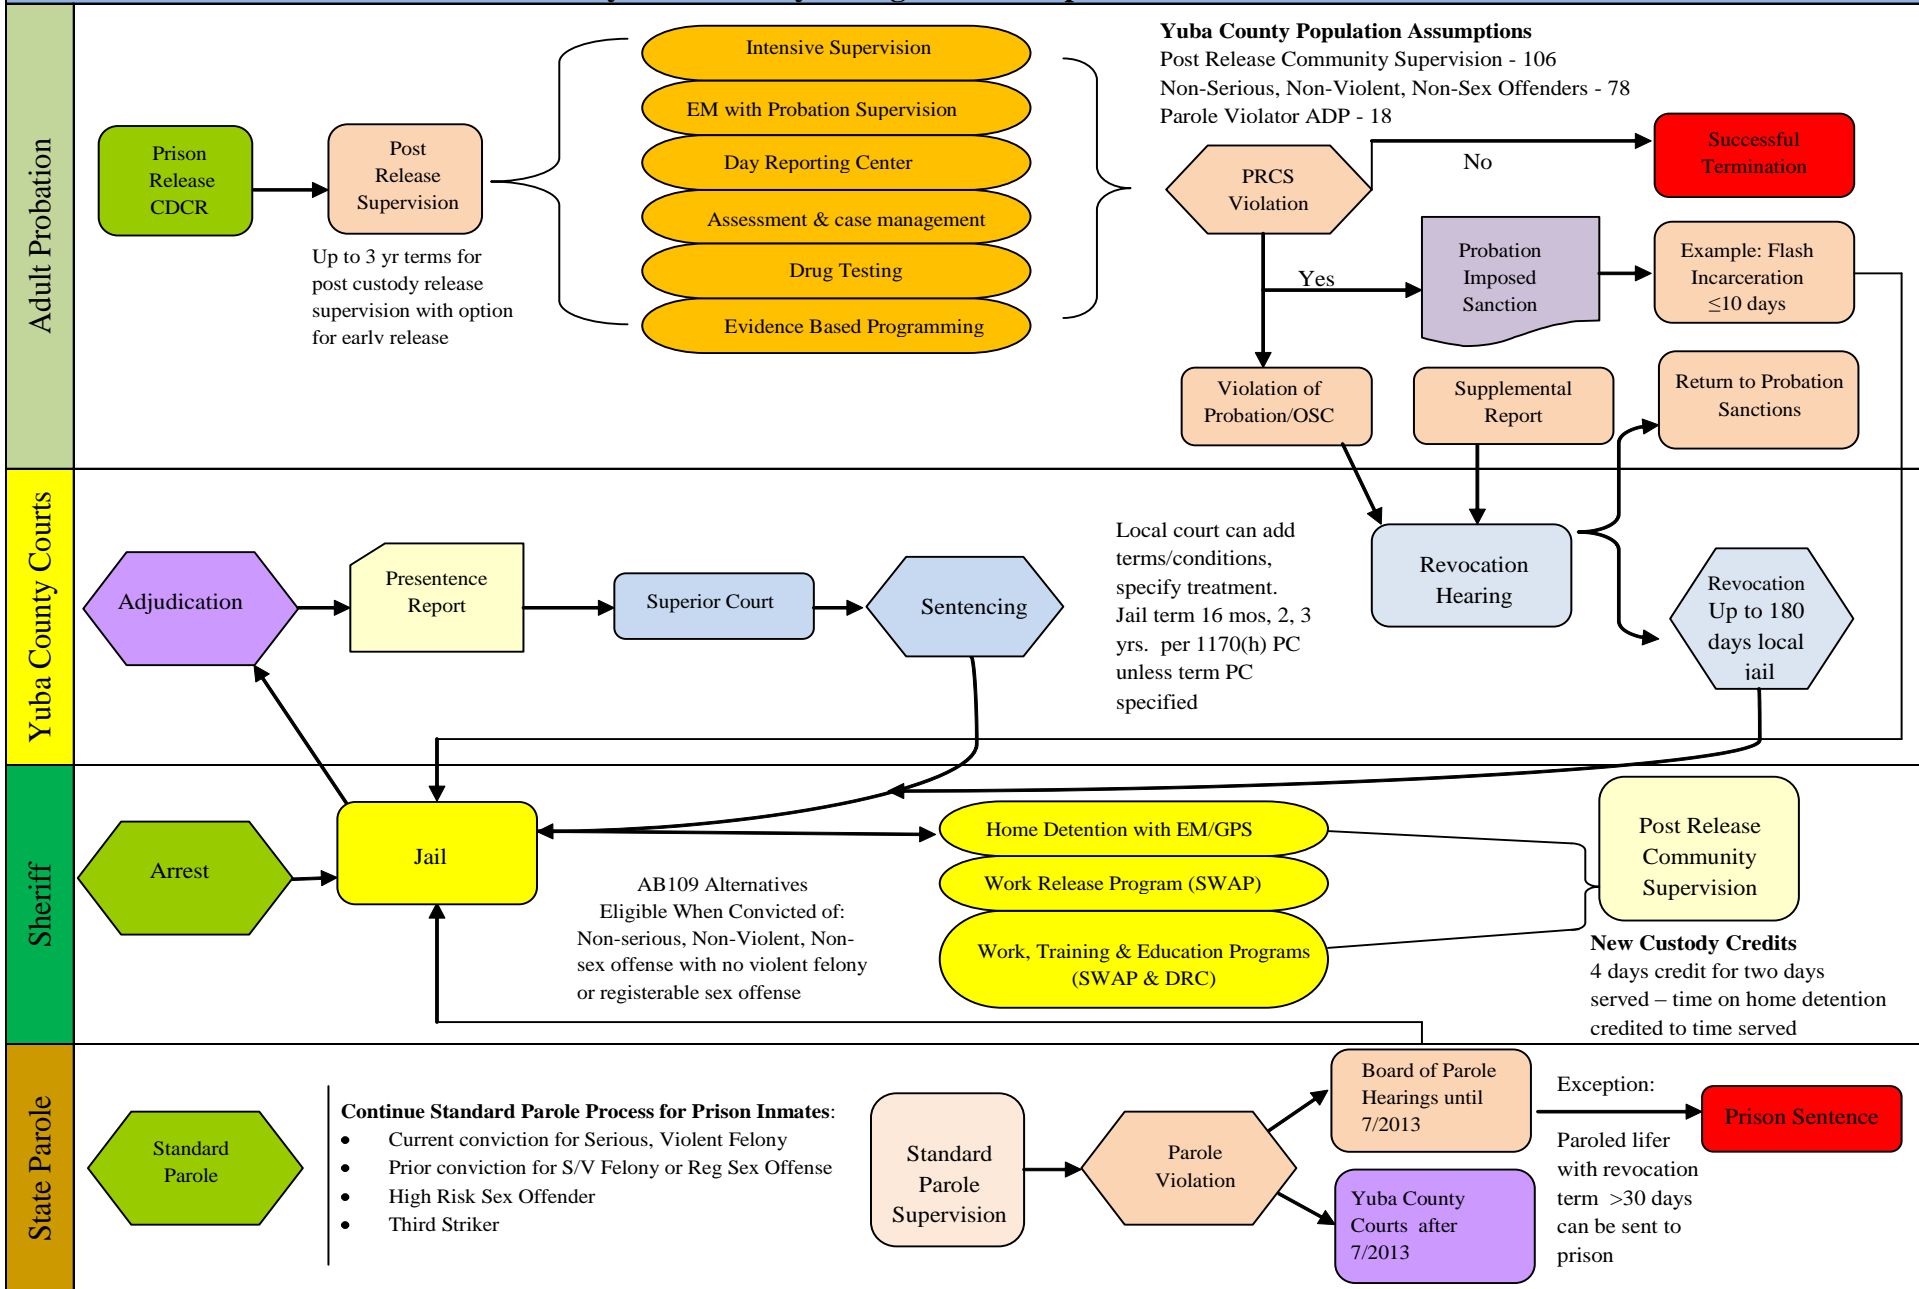 Adult Probation
Prison
Release
CDCR
Post
Release
Supervision
Up to 3 yr terms for
post custody release
supervision with option
for early release
Intensive Supervision
EM with Probation Supervision
Day Reporting Center
Assessment & case management
Drug Testing
Evidence Based Programming
Yuba County Population Assumptions
Post Release Community Supervision - 106
Non-Serious, Non-Violent, Non-Sex Offenders - 78
Parole Violator ADP - 18
PRCS
Violation
No
Successful
Termination
Yes
Probation
Imposed
Sanction
Example: Flash
Incarceration
≤10 days
Violation of
Probation/OSC
Supplemental
Report
Return to Probation
Sanctions
Yuba County Courts
Adjudication
Presentence
Report
Superior Court
Sentencing
Local court can add
terms/conditions,
specify treatment.
Jail term 16 mos, 2, 3
yrs. per 1170(h) PC
unless term PC
specified
Revocation
Hearing
Revocation
Up to 180
days local
jail
Sheriff
Arrest
Jail
AB109 Alternatives
Eligible When Convicted of:
Non-serious, Non-Violent, Non-
sex offense with no violent felony
or registerable sex offense
Home Detention with EM/GPS
Work Release Program (SWAP)
Work, Training & Education Programs
(SWAP & DRC)
Post Release
Community
Supervision
New Custody Credits
4 days credit for two days
served – time on home detention
credited to time served
State Parole
Standard
Parole
Continue Standard Parole Process for Prison Inmates:
• Current conviction for Serious, Violent Felony
• Prior conviction for S/V Felony or Reg Sex Offense
• High Risk Sex Offender
• Third Striker
Standard
Parole
Supervision
Parole
Violation
Board of Parole
Hearings until
7/2013
Yuba County
Courts after
7/2013
Exception:
Paroled lifer
with revocation
term >30 days
can be sent to
prison
Prison Sentence